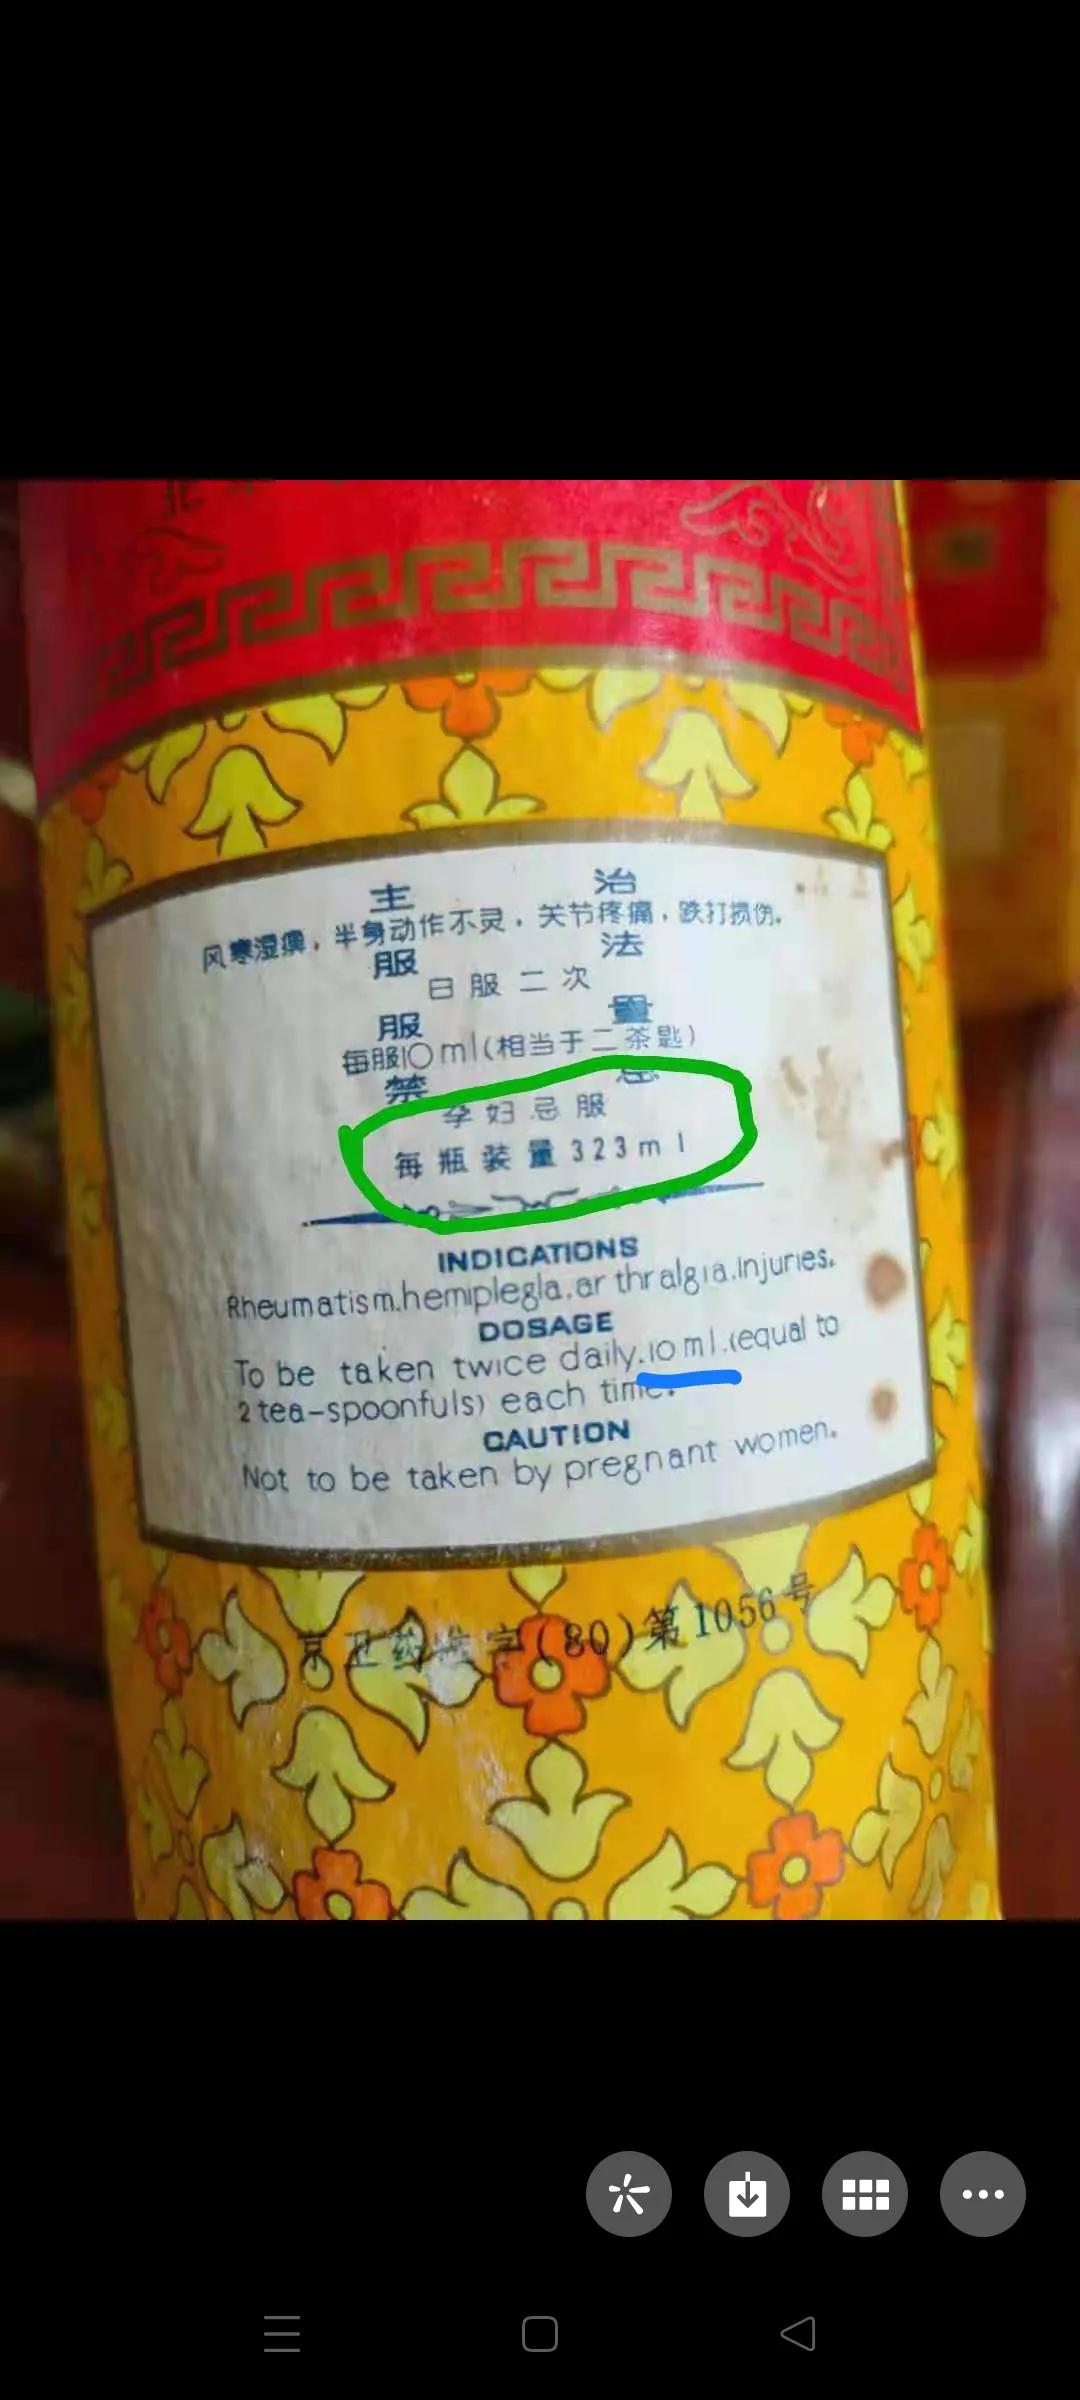 北
主 治
风寒湿痹，半身动作不灵，关节疼痛，跌打损伤。
服 法
日服二次
服 量
每服10ml(相当于二茶匙)
禁 忌
孕妇忌服
每瓶装量323ml
INDICATIONS
Rheumatism.hemiplegla.ar thralgia.Injuries.
DOSAGE
To be taken twice daily.10ml.(equal to
2 tea-spoonfuls) each time.
CAUTION
Not to be taken by pregnant women.
京卫药准字(80)第1056号